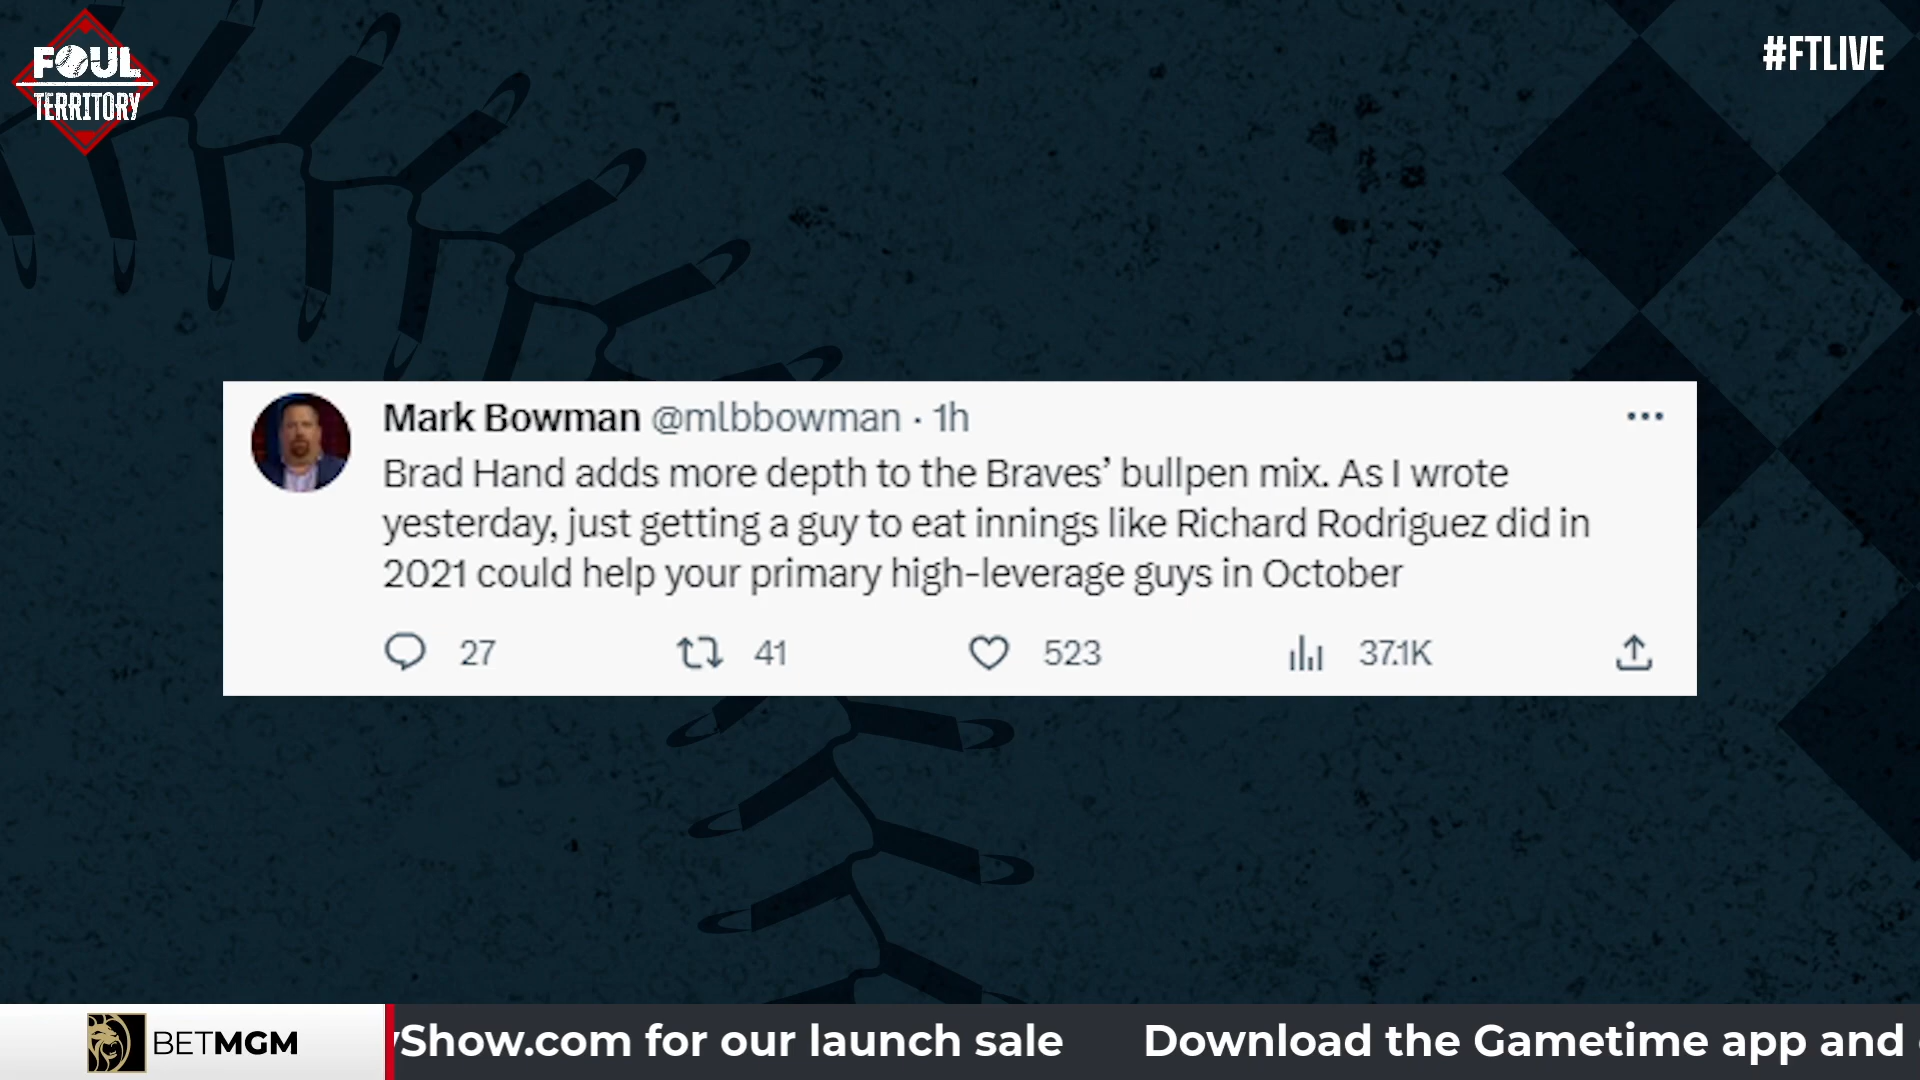 FOUL
TERRITORY
#FTLIVE
Mark Bowman @mlbbowman · 1h
Brad Hand adds more depth to the Braves’ bullpen mix. As I wrote
yesterday, just getting a guy to eat innings like Richard Rodriguez did in
2021 could help your primary high-leverage guys in October
27 41 523 37.1K
BETMGM
yShow.com for our launch sale Download the Gametime app and